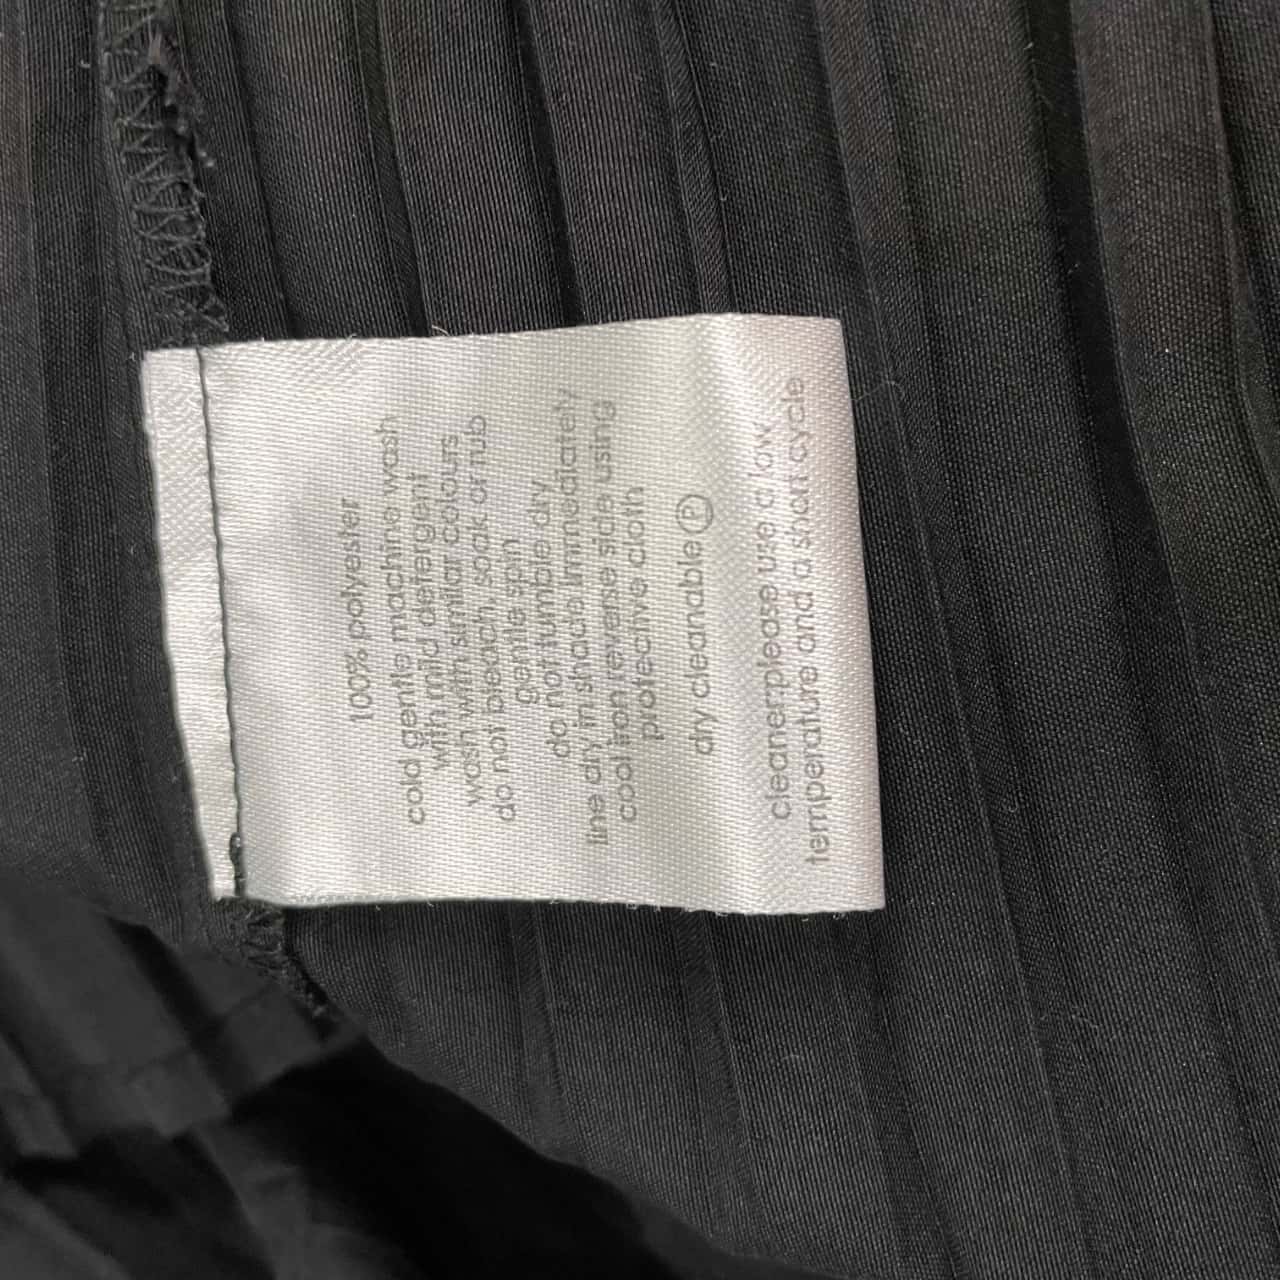 100% polyester
cold gentle machine wash
with mild detergent
wash with similar colours
do not bleach, soak or rub
gentle spin
do not tumble dry
line dry in shade immediately
cool iron reverse side using
protective cloth
dry cleanable Ⓟ
cleanerplease use a low
temperature and a short cycle